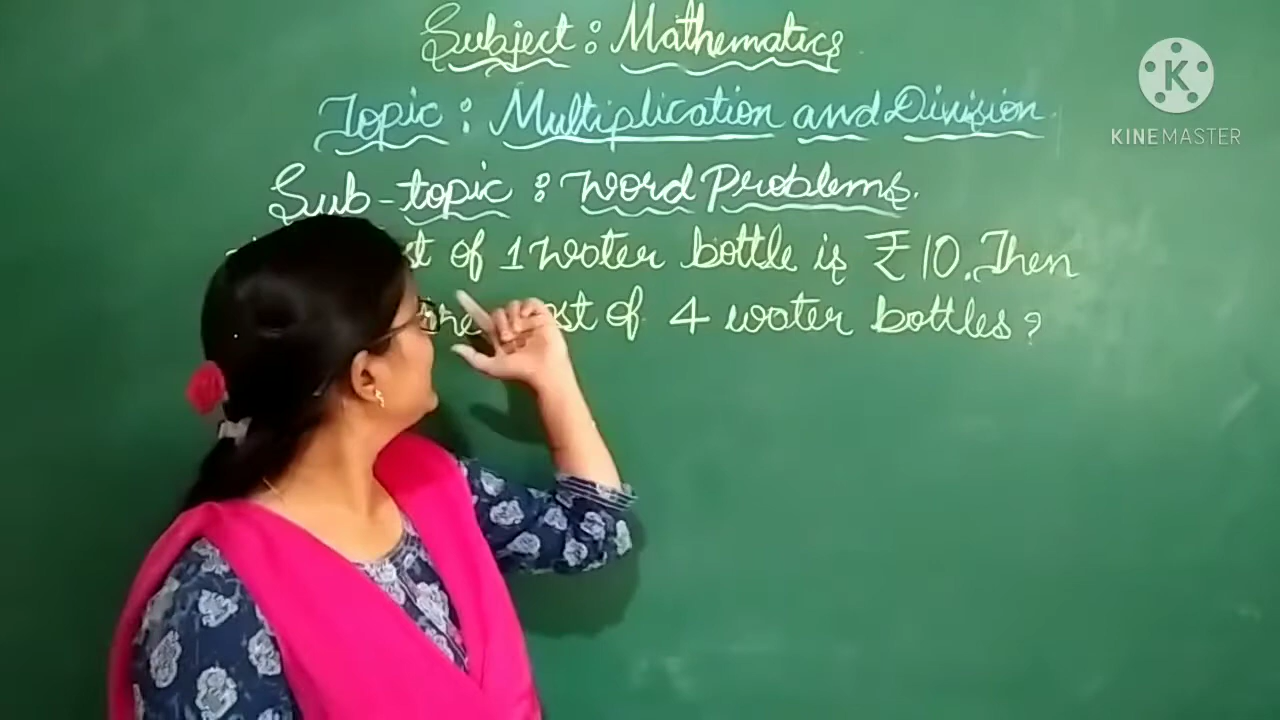 Subject : Mathematics
KINEMASTER
Topic : Multiplication and Division.
Sub-topic : Word Problems.
of 1 water bottle is ₹10. Then
cost of 4 water bottles?